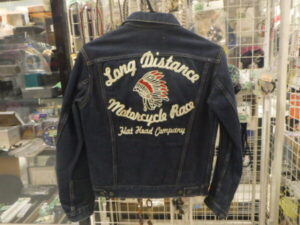 Long Distance
Motorcycle Race
Flat Head Company